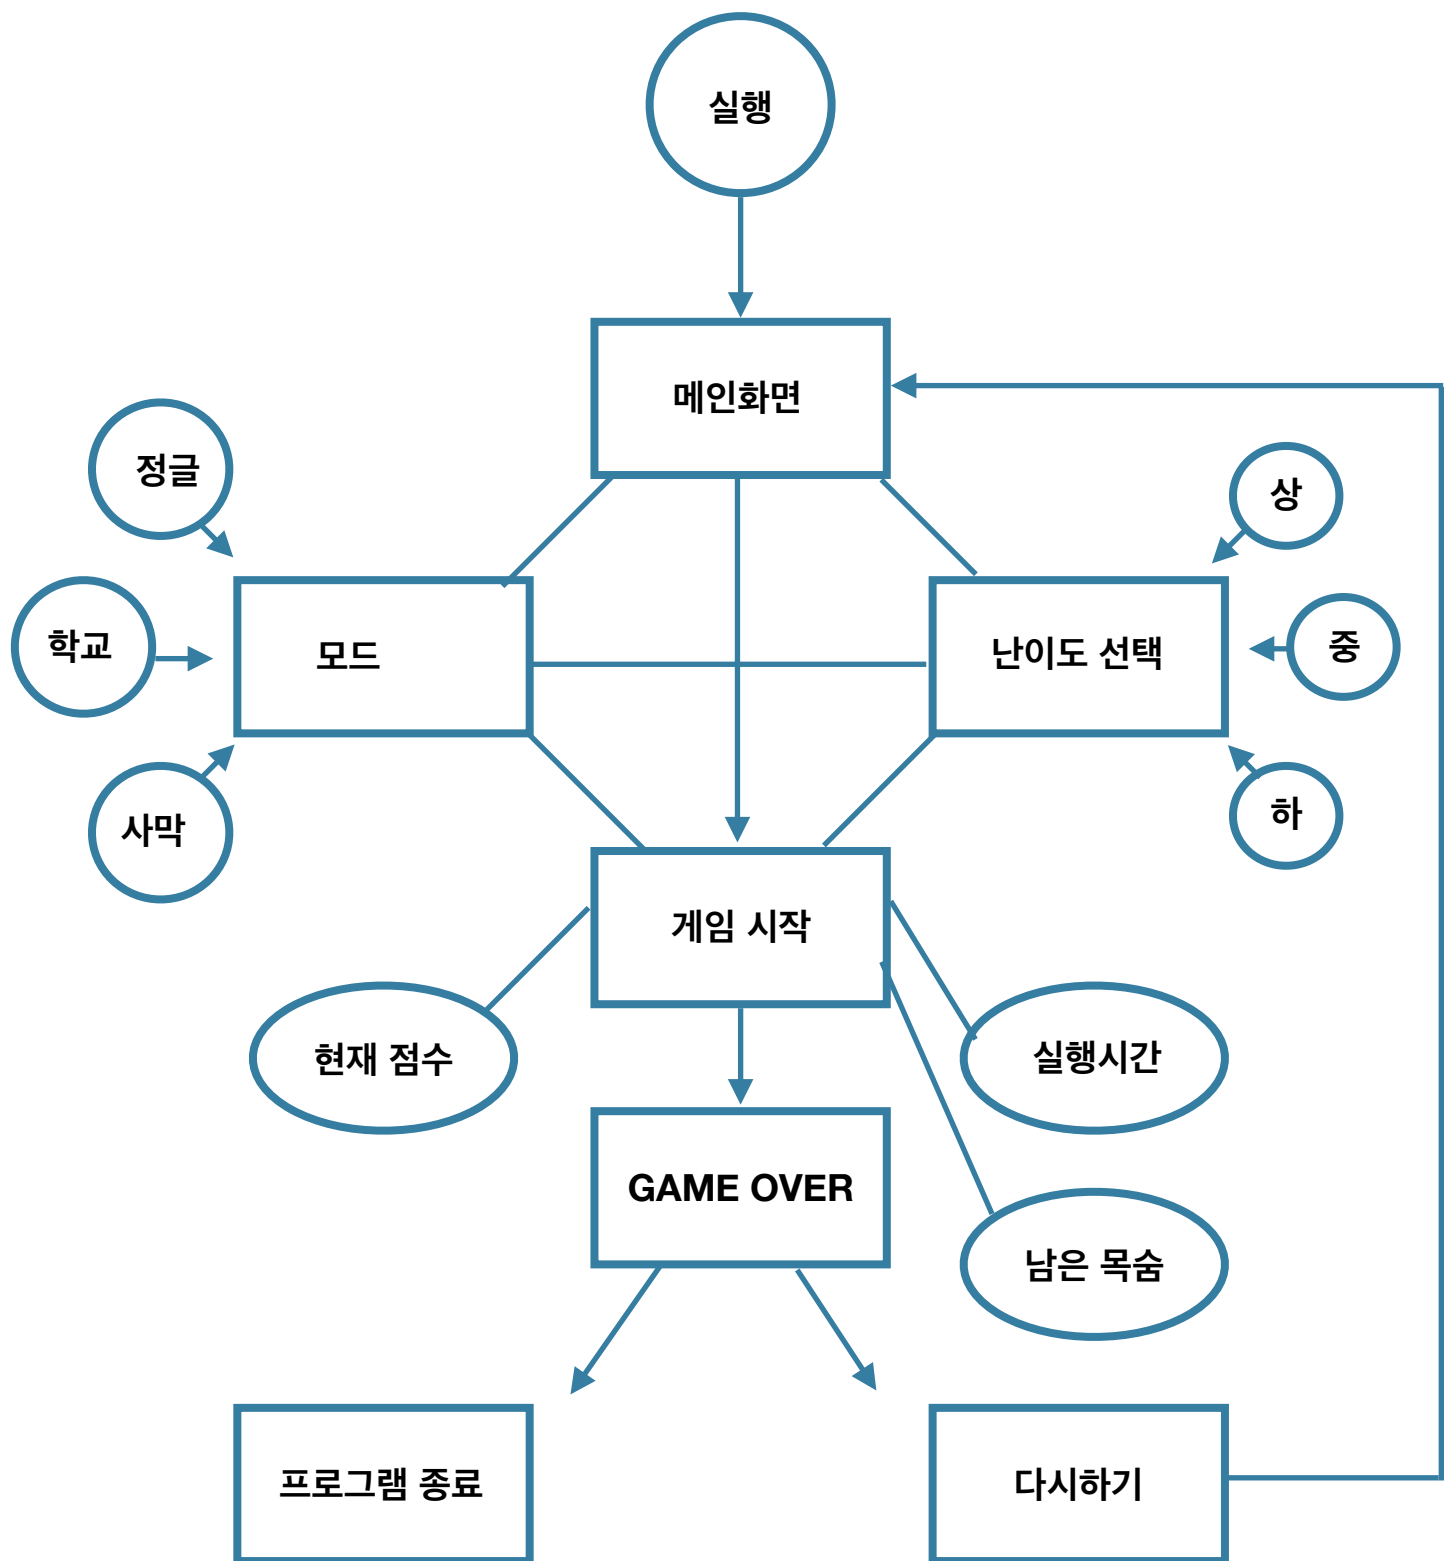 실행
메인화면
정글
상
학교
모드
난이도 선택
중
사막
하
게임 시작
현재 점수
실행시간
GAME OVER
남은 목숨
프로그램 종료
다시하기